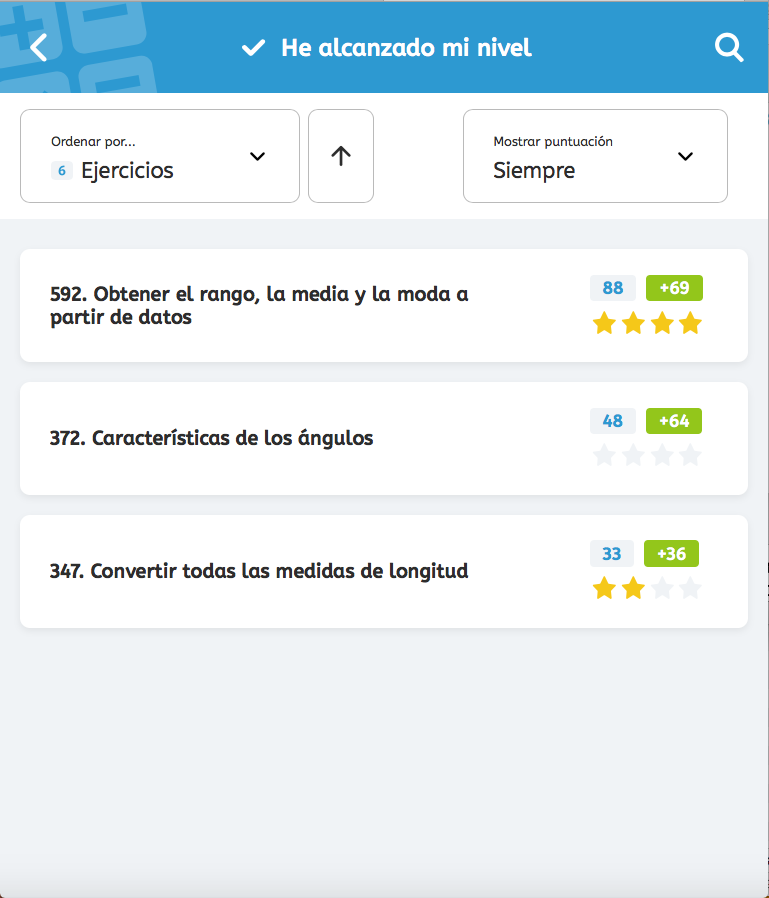 He alcanzado mi nivel
Ordenar por...
6 Ejercicios
Mostrar puntuación
Siempre
592. Obtener el rango, la media y la moda a
partir de datos
88 +69
372. Características de los ángulos
48 +64
347. Convertir todas las medidas de longitud
33 +36